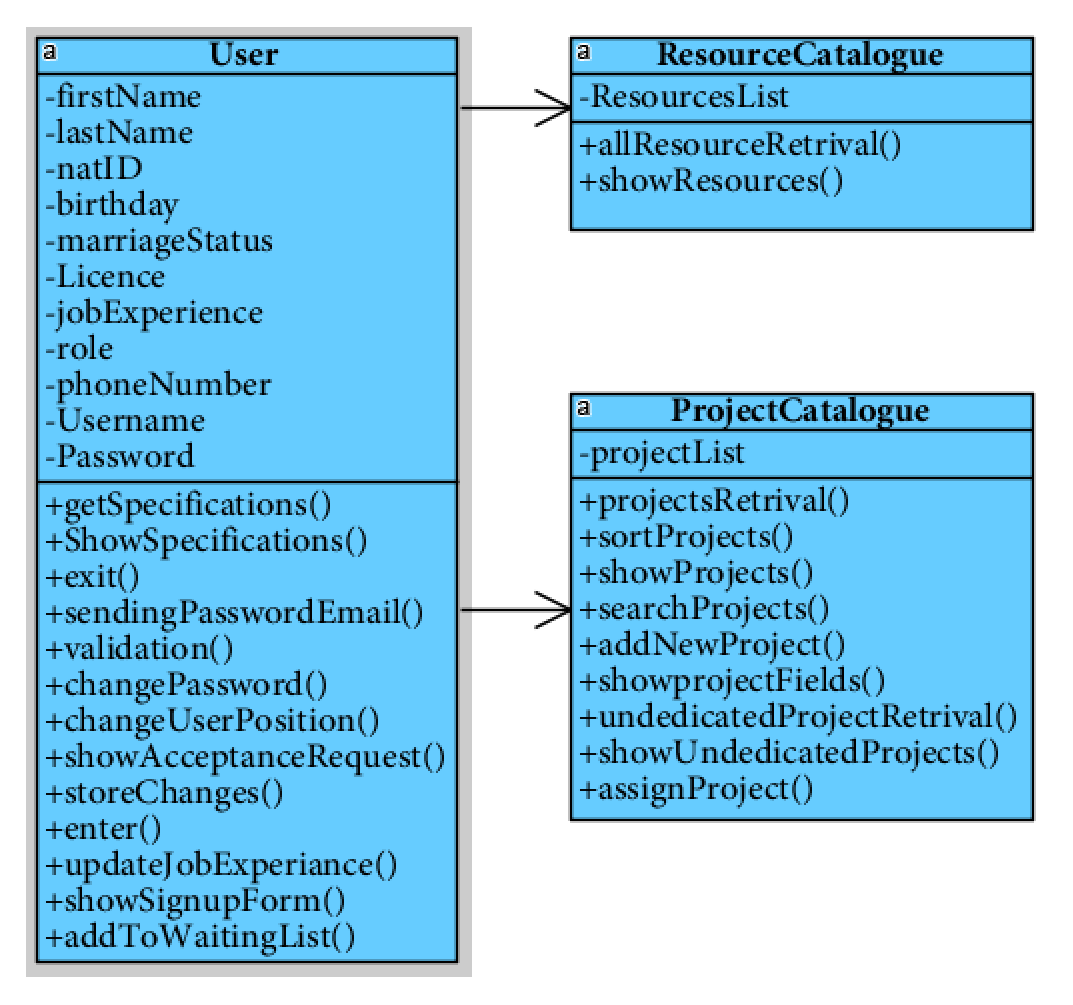 a User
-firstName
-lastName
-natID
-birthday
-marriageStatus
-Licence
-jobExperience
-role
-phoneNumber
-Username
-Password
+getSpecifications()
+ShowSpecifications()
+exit()
+sendingPasswordEmail()
+validation()
+changePassword()
+changeUserPosition()
+showAcceptanceRequest()
+storeChanges()
+enter()
+updateJobExperiance()
+showSignupForm()
+addToWaitingList()
a ResourceCatalogue
-ResourcesList
+allResourceRetrival()
+showResources()
a ProjectCatalogue
-projectList
+projectsRetrival()
+sortProjects()
+showProjects()
+searchProjects()
+addNewProject()
+showprojectFields()
+undedicatedProjectRetrival()
+showUndedicatedProjects()
+assignProject()